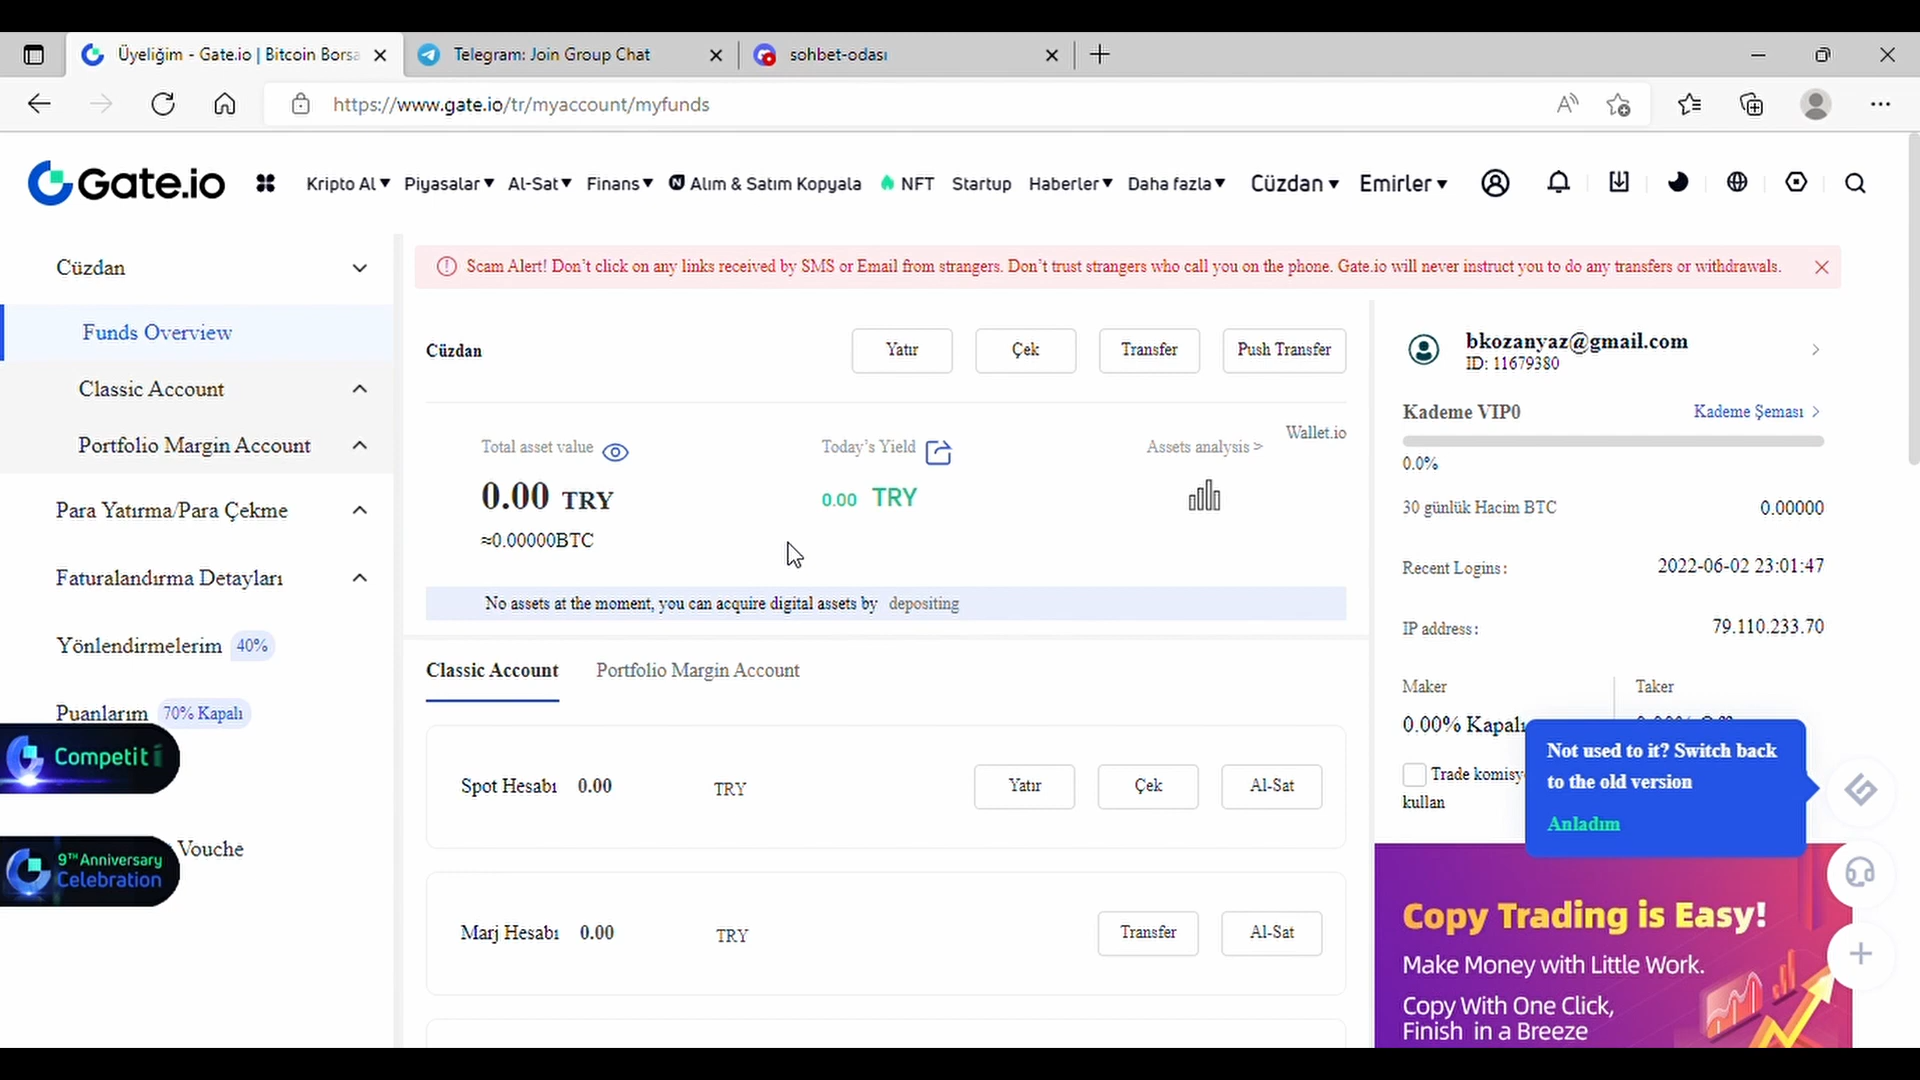 Üyeliğim - Gate.io | Bitcoin Borsa
Telegram: Join Group Chat
sohbet-odası
https://www.gate.io/tr/myaccount/myfunds
Gate.io
Kripto Al Piyasalar Al-Sat Finans Alım & Satım Kopyala NFT Startup Haberler Daha fazla Cüzdan Emirler
Cüzdan
Funds Overview
Classic Account
Portfolio Margin Account
Para Yatırma/Para Çekme
Faturalandırma Detayları
Yönlendirmelerim 40%
Puanlarım 70% Kapalı
Competiti
Vouche
9TH Anniversary
Celebration
Scam Alert! Don't click on any links received by SMS or Email from strangers. Don't trust strangers who call you on the phone. Gate.io will never instruct you to do any transfers or withdrawals.
Cüzdan
Yatır
Çek
Transfer
Push Transfer
Total asset value
0.00 TRY
≈0.00000BTC
Today's Yield
0.00 TRY
Assets analysis >
Wallet.io
No assets at the moment, you can acquire digital assets by depositing
Classic Account
Portfolio Margin Account
Spot Hesabı 0.00 TRY
Yatır
Çek
Al-Sat
Marj Hesabı 0.00 TRY
Transfer
Al-Sat
bkozanyaz@gmail.com
ID: 11679380
Kademe VIP0
Kademe Şeması >
0.0%
30 günlük Hacim BTC 0.00000
Recent Logins: 2022-06-02 23:01:47
IP address: 79.110.233.70
Maker
Taker
0.00% Kapalı
Trade komisy
kullan
Not used to it? Switch back
to the old version
Anladım
Copy Trading is Easy!
Make Money with Little Work.
Copy With One Click,
Finish in a Breeze